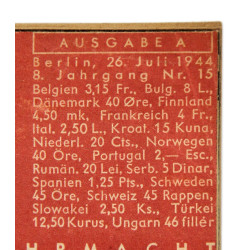 AUSGABE A
Berlin, 26. Juli 1944
8. Jahrgang Nr. 15
Belgien 3,15 Fr., Bulg. 8 L.,
Dänemark 40 Øre, Finnland
4,50 mk, Frankreich 4 Fr.,
Ital. 2,50 L., Kroat. 15 Kuna,
Niederl. 20 Cts., Norwegen
40 Öre, Portugal 2,— Esc.,
Rumän. 20 Lei, Serb. 5 Dinar,
Spanien 1,25 Pts., Schweden
45 Öre, Schweiz 45 Rappen,
Slowakei 2,50 Ks., Türkei
12,50 Kurus, Ungarn 46 fillér
HRMACHT